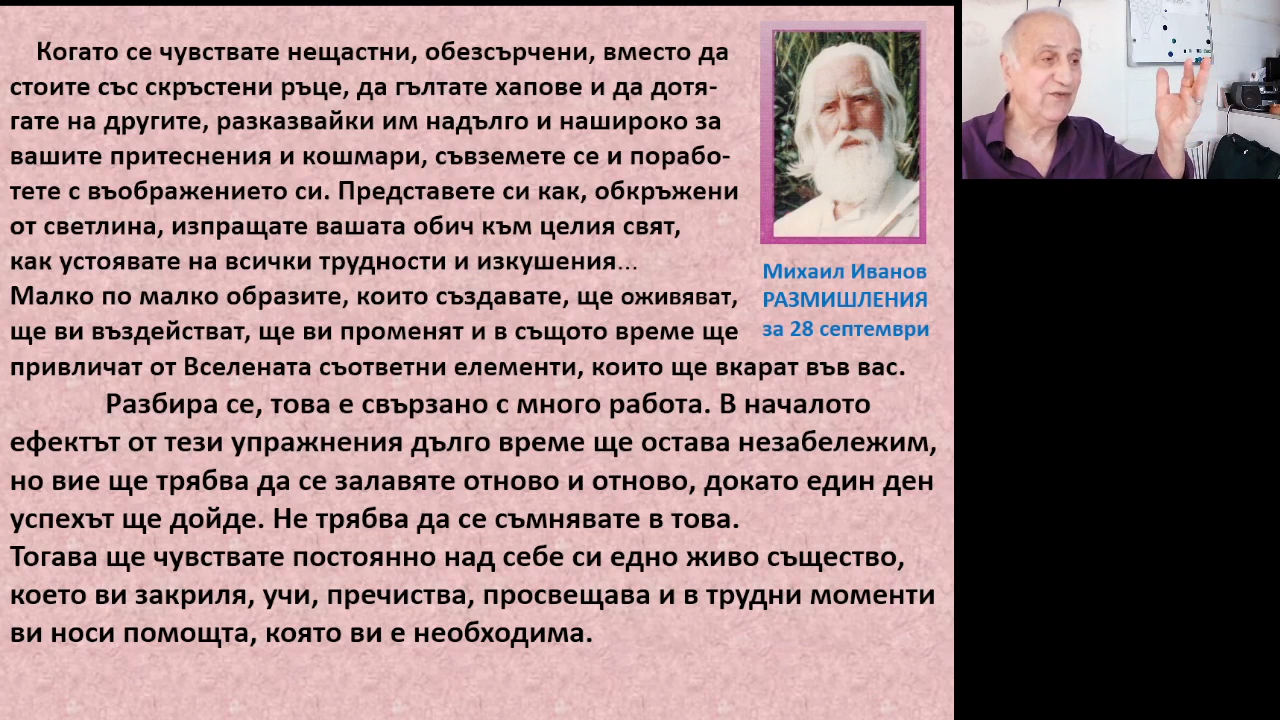 Когато се чувствате нещастни, обезсърчени, вместо да
стоите със скръстени ръце, да гълтате хапове и да дотя-
гате на другите, разказвайки им надълго и нашироко за
вашите притеснения и кошмари, съвземете се и порабо-
тете с въображението си. Представете си как, обкръжени
от светлина, изпращате вашата обич към целия свят,
как устоявате на всички трудности и изкушения...
Малко по малко образите, които създавате, ще оживяват,
ще ви въздействат, ще ви променят и в същото време ще
привличат от Вселената съответни елементи, които ще вкарат във вас.
Разбира се, това е свързано с много работа. В началото
ефектът от тези упражнения дълго време ще остава незабележим,
но вие ще трябва да се залавяте отново и отново, докато един ден
успехът ще дойде. Не трябва да се съмнявате в това.
Тогава ще чувствате постоянно над себе си едно живо същество,
което ви закриля, учи, пречиства, просвещава и в трудни моменти
ви носи помощта, която ви е необходима.
Михаил Иванов
РАЗМИШЛЕНИЯ
за 28 септември